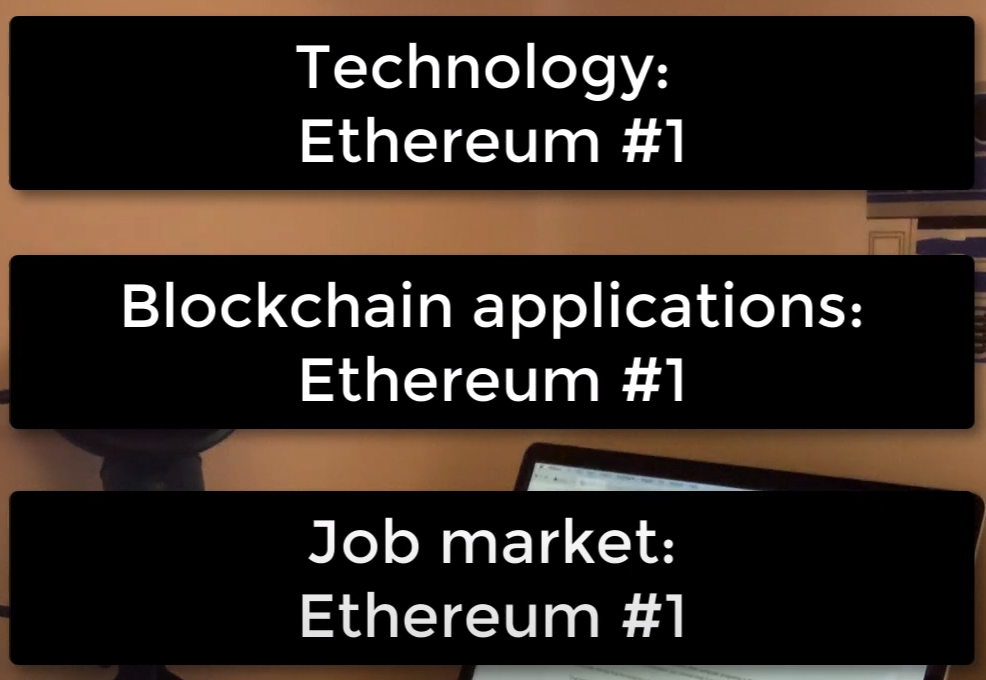 Technology:
Ethereum #1
Blockchain applications:
Ethereum #1
Job market:
Ethereum #1